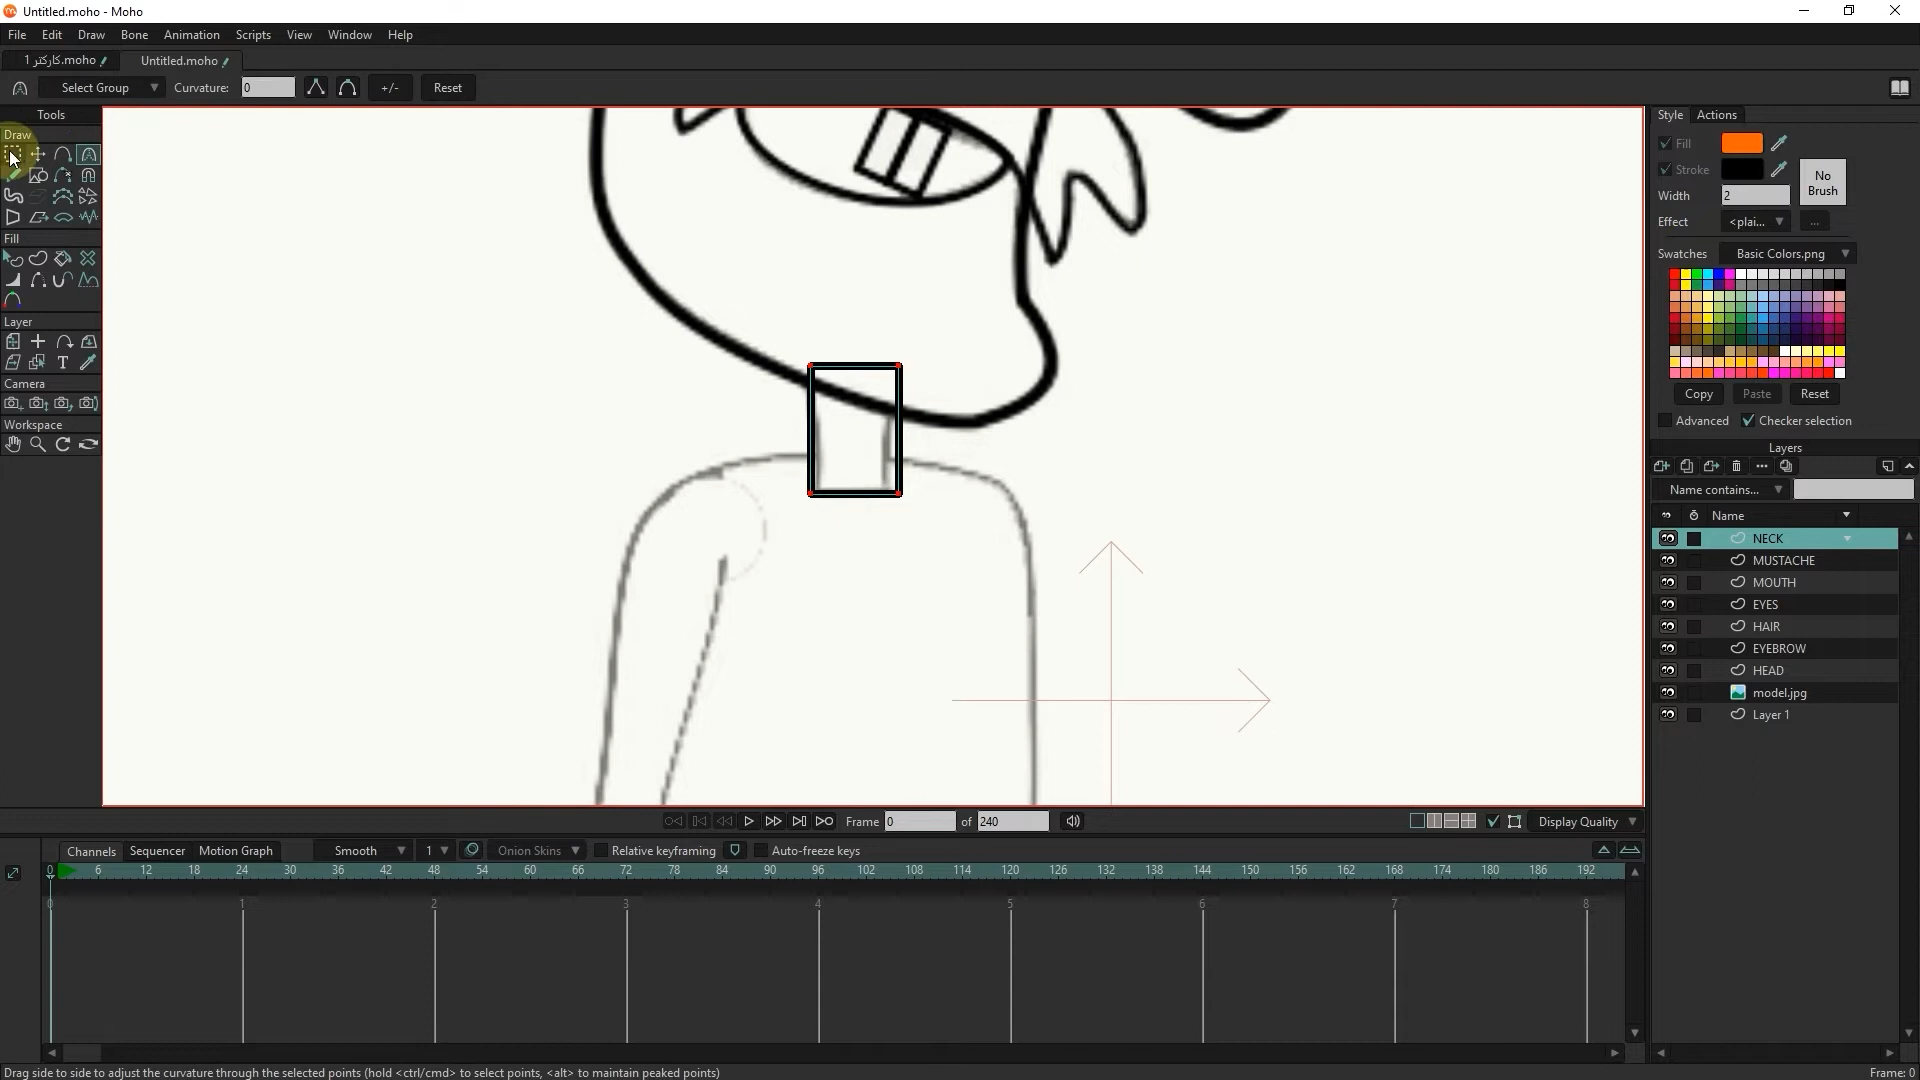 Untitled.moho - Moho
File Edit Draw Bone Animation Scripts View Window Help
کارکتر 1.moho Untitled.moho
Select Group Curvature: 0 +/- Reset
Tools
Draw
Fill
Layer
Camera
Workspace
Style Actions
Fill
Stroke
No Brush
Width 2
Effect <plai... ...
Swatches Basic Colors.png
Copy Paste Reset
Advanced Checker selection
Layers
Name contains...
Name
NECK
MUSTACHE
MOUTH
EYES
HAIR
EYEBROW
HEAD
model.jpg
Layer 1
Frame 0 of 240 Display Quality
Channels Sequencer Motion Graph Smooth 1 Onion Skins Relative keyframing Auto-freeze keys
0 6 12 18 24 30 36 42 48 54 60 66 72 78 84 90 96 102 108 114 120 126 132 138 144 150 156 162 168 174 180 186 192
0 1 2 3 4 5 6 7 8
Drag side to side to adjust the curvature through the selected points (hold <ctrl/cmd> to select points, <alt> to maintain peaked points) Frame: 0